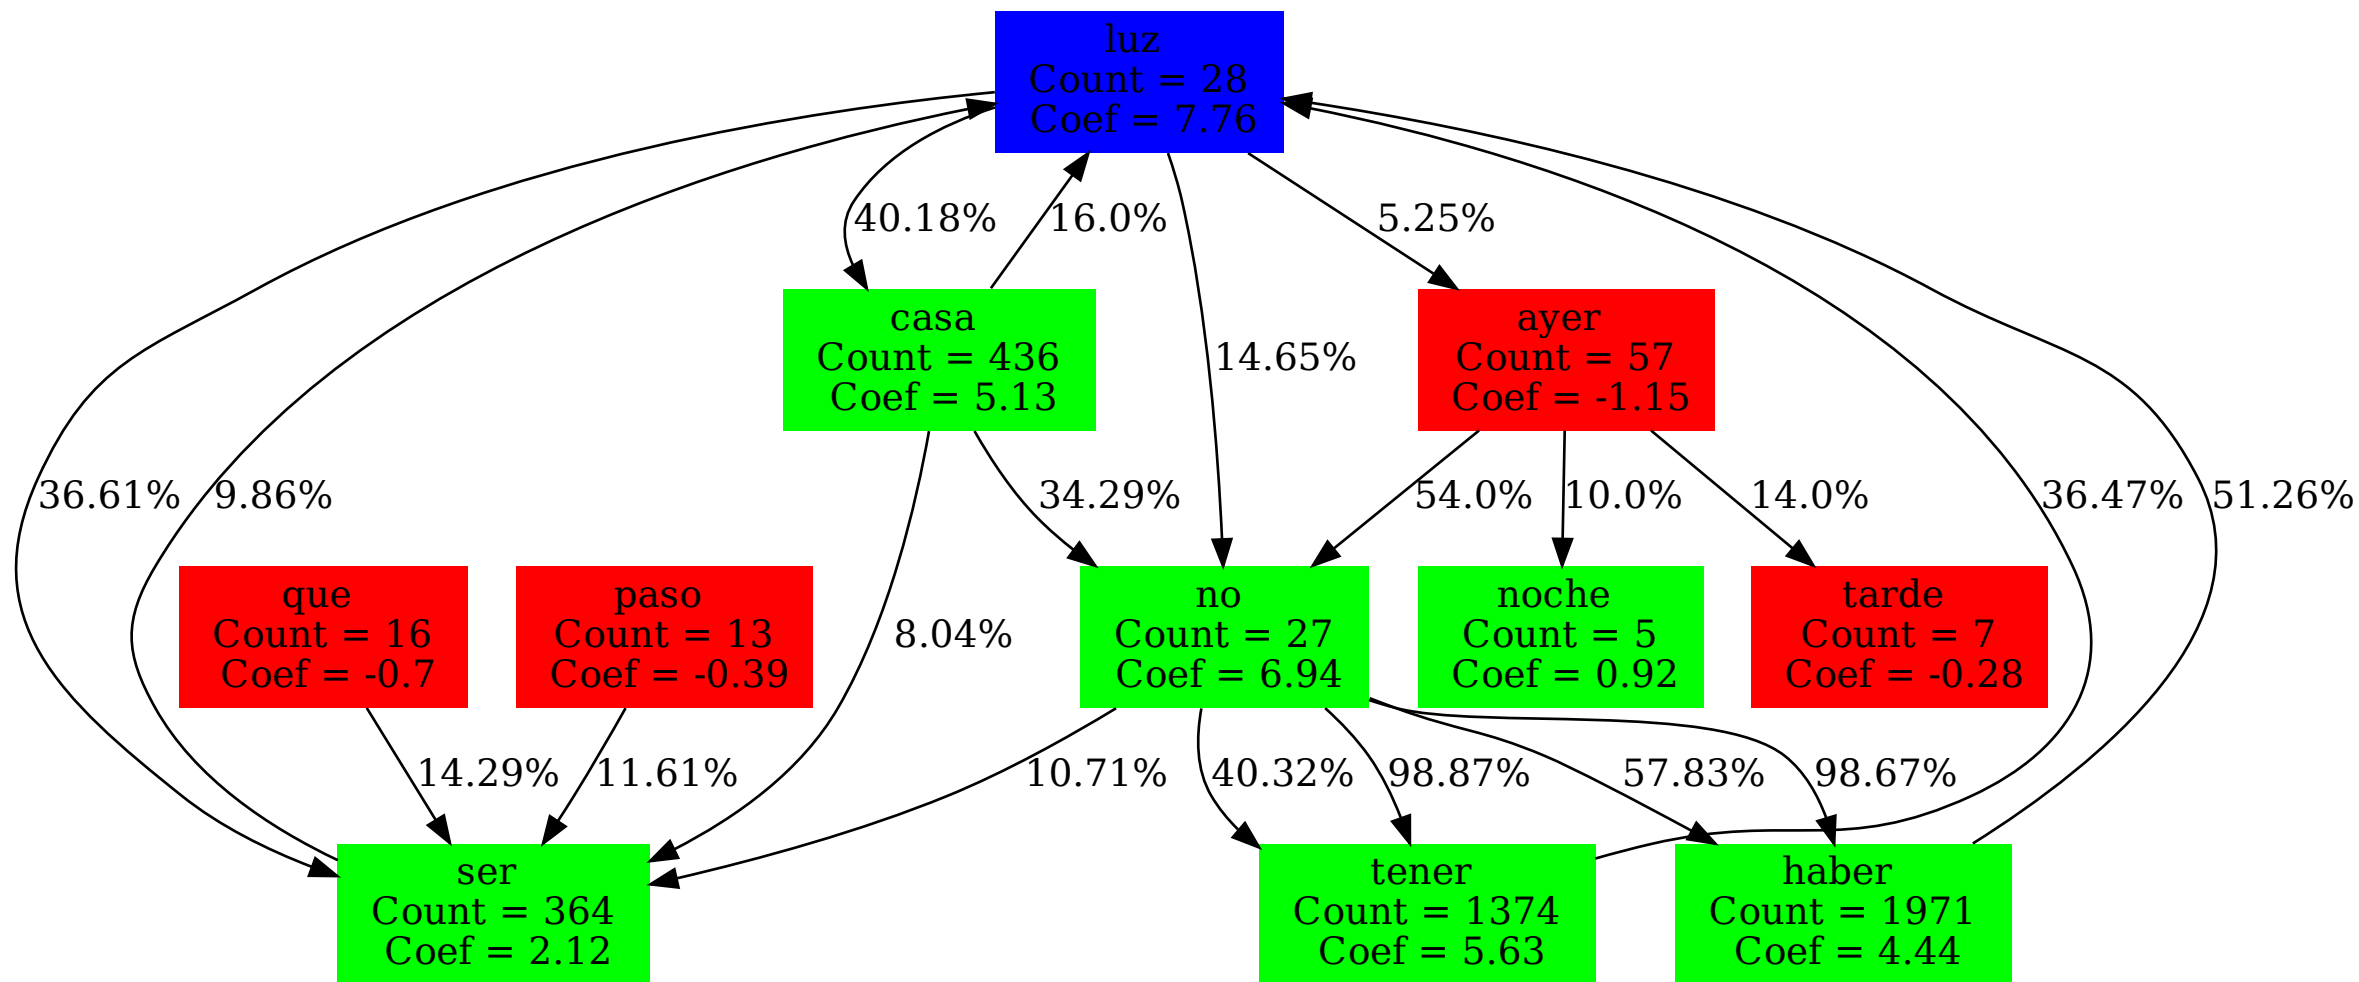 luz
Count = 28
Coef = 7.76
40.18%
16.0%
5.25%
casa
Count = 436
Coef = 5.13
14.65%
ayer
Count = 57
Coef = -1.15
36.61%
9.86%
34.29%
54.0%
10.0%
14.0%
36.47%
51.26%
que
Count = 16
Coef = -0.7
paso
Count = 13
Coef = -0.39
8.04%
no
Count = 27
Coef = 6.94
noche
Count = 5
Coef = 0.92
tarde
Count = 7
Coef = -0.28
14.29%
11.61%
10.71%
40.32%
98.87%
57.83%
98.67%
ser
Count = 364
Coef = 2.12
tener
Count = 1374
Coef = 5.63
haber
Count = 1971
Coef = 4.44